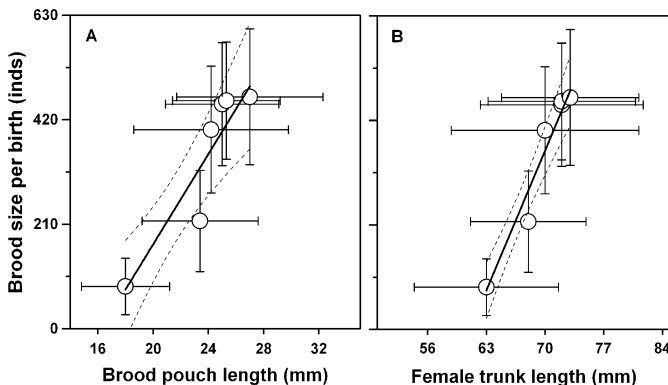 A
B
Brood size per birth (inds)
630
420
210
0
16 20 24 28 32
56 63 70 77 84
Brood pouch length (mm)
Female trunk length (mm)